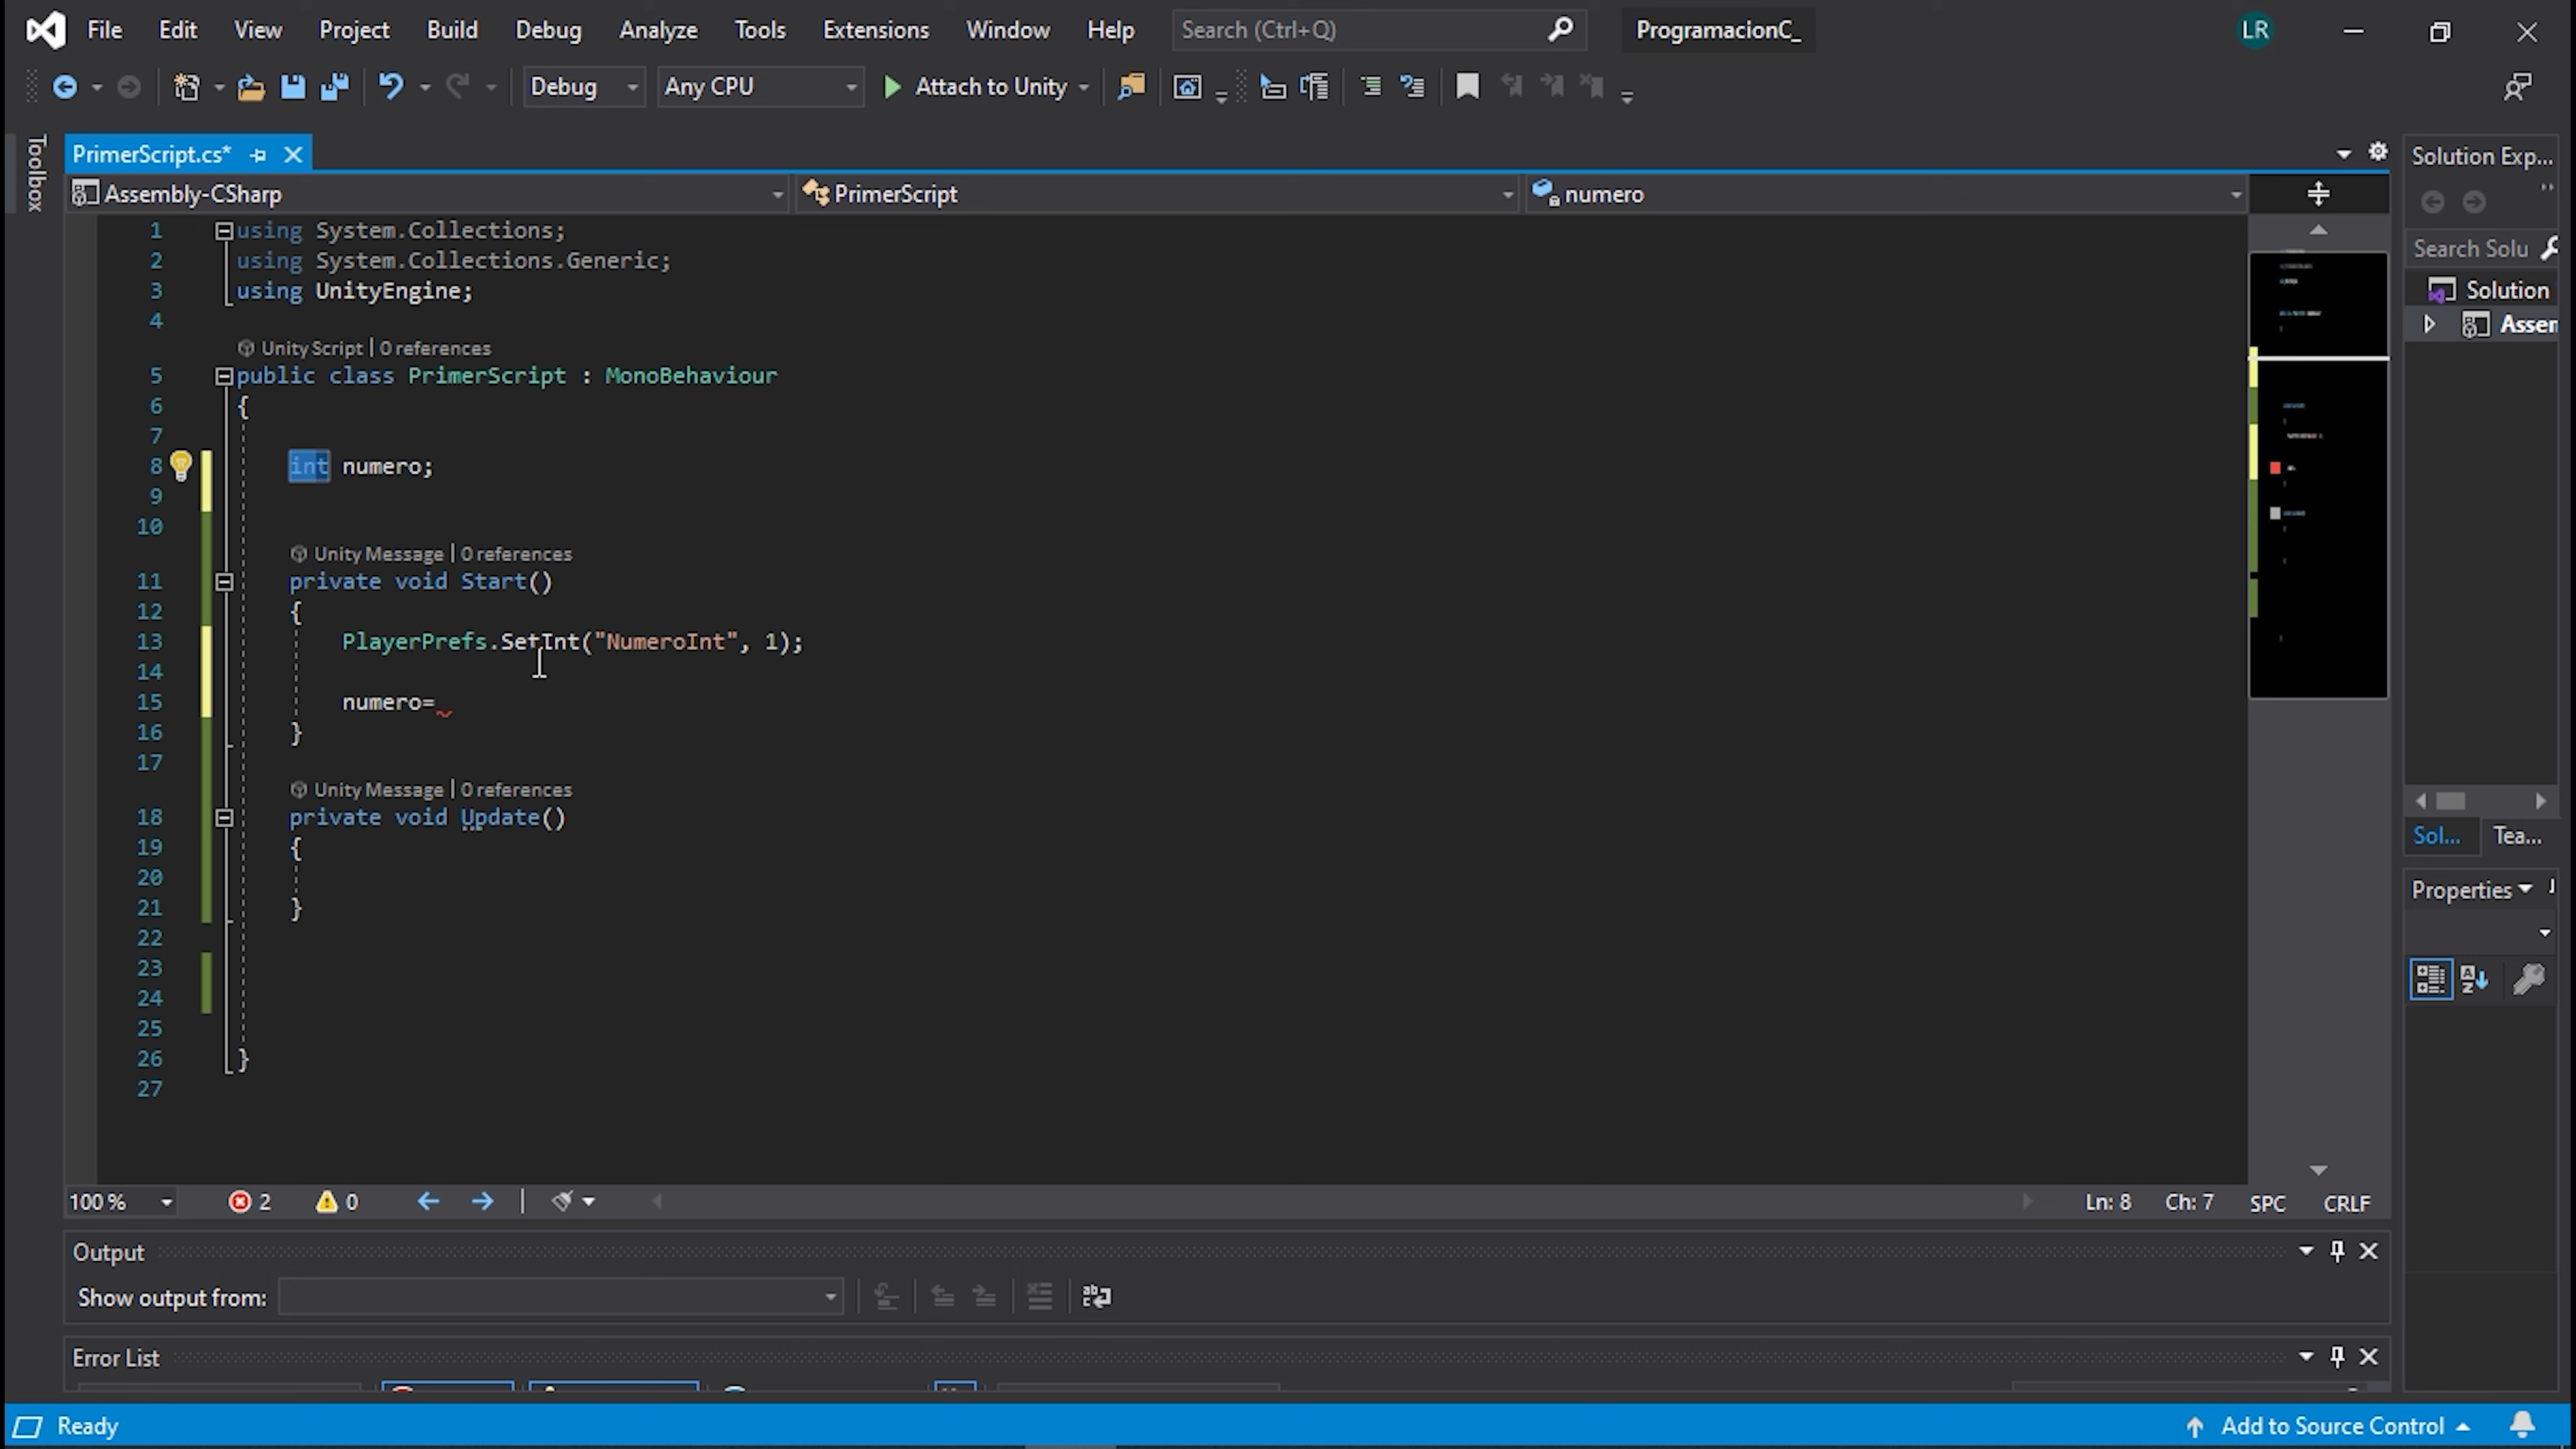 File Edit View Project Build Debug Analyze Tools Extensions Window Help Search (Ctrl+Q) ProgramacionC_ LR
Debug Any CPU Attach to Unity
Toolbox
PrimerScript.cs*
Solution Exp...
Assembly-CSharp PrimerScript numero
Search Solu
Solution
Assem
1 using System.Collections;
2 using System.Collections.Generic;
3 using UnityEngine;
4
Unity Script | 0 references
5 public class PrimerScript : MonoBehaviour
6 {
7
8 int numero;
9
10
Unity Message | 0 references
11 private void Start()
12 {
13 PlayerPrefs.SetInt("NumeroInt", 1);
14
15 numero=
16 }
17
Unity Message | 0 references
18 private void Update()
19 {
20
21 }
22
23
24
25
26 }
27
Sol... Tea...
Properties
100 % 2 0 Ln: 8 Ch: 7 SPC CRLF
Output
Show output from:
Error List
Ready Add to Source Control